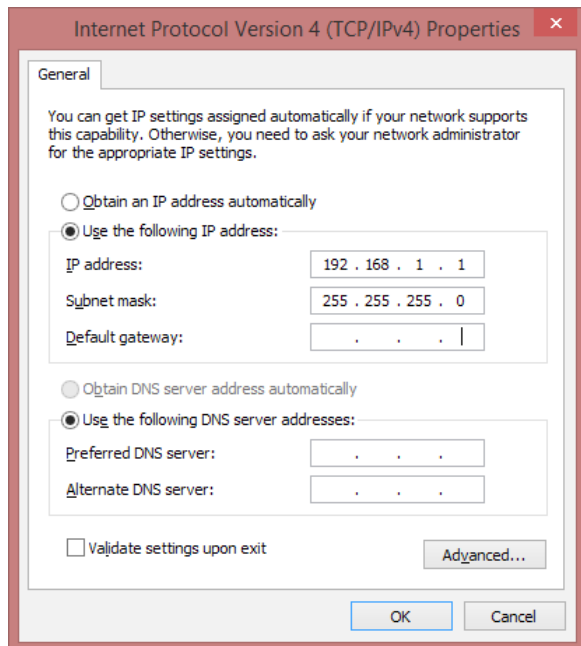 Internet Protocol Version 4 (TCP/IPv4) Properties
General
You can get IP settings assigned automatically if your network supports
this capability. Otherwise, you need to ask your network administrator
for the appropriate IP settings.
Obtain an IP address automatically
Use the following IP address:
IP address: 192 . 168 . 1 . 1
Subnet mask: 255 . 255 . 255 . 0
Default gateway: . . .
Obtain DNS server address automatically
Use the following DNS server addresses:
Preferred DNS server: . . .
Alternate DNS server: . . .
Validate settings upon exit
Advanced...
OK Cancel